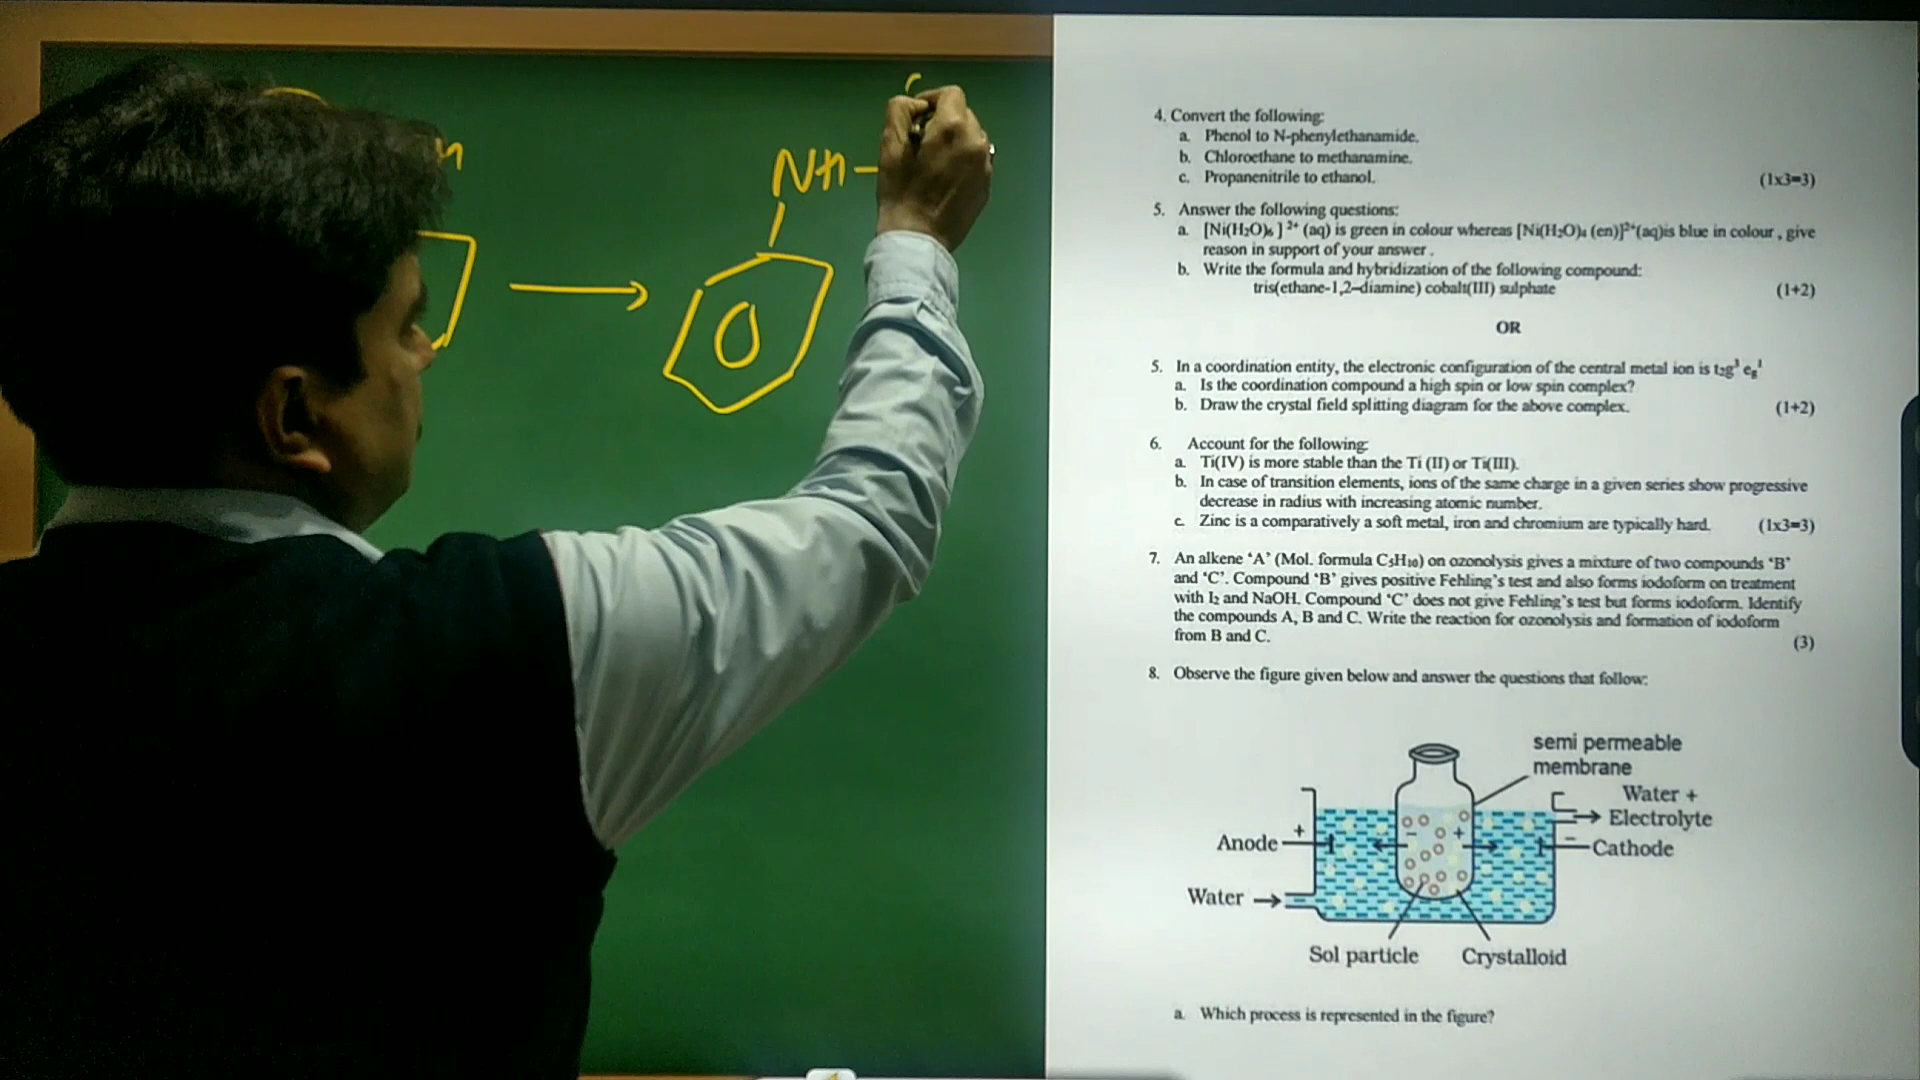 NH-
4. Convert the following:
a. Phenol to N-phenylethanamide.
b. Chloroethane to methanamine.
c. Propanenitrile to ethanol. (1x3=3)
5. Answer the following questions:
a. [Ni(H₂O)₆ ] ²⁺ (aq) is green in colour whereas [Ni(H₂O)₄ (en)]²⁺(aq)is blue in colour , give
reason in support of your answer .
b. Write the formula and hybridization of the following compound:
tris(ethane-1,2–diamine) cobalt(III) sulphate (1+2)
OR
5. In a coordination entity, the electronic configuration of the central metal ion is t₂g³ eg¹
a. Is the coordination compound a high spin or low spin complex?
b. Draw the crystal field splitting diagram for the above complex. (1+2)
6. Account for the following:
a. Ti(IV) is more stable than the Ti (II) or Ti(III).
b. In case of transition elements, ions of the same charge in a given series show progressive
decrease in radius with increasing atomic number.
c. Zinc is a comparatively a soft metal, iron and chromium are typically hard. (1x3=3)
7. An alkene ‘A’ (Mol. formula C₅H₁₀) on ozonolysis gives a mixture of two compounds ‘B’
and ‘C’. Compound ‘B’ gives positive Fehling’s test and also forms iodoform on treatment
with I₂ and NaOH. Compound ‘C’ does not give Fehling’s test but forms iodoform. Identify
the compounds A, B and C. Write the reaction for ozonolysis and formation of iodoform
from B and C. (3)
8. Observe the figure given below and answer the questions that follow:
semi permeable
membrane
Water +
Electrolyte
Anode +
− Cathode
− +
Water
Sol particle Crystalloid
a. Which process is represented in the figure?